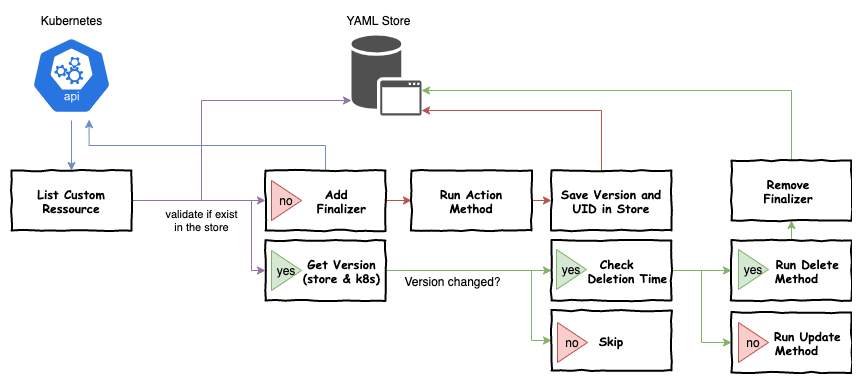 Kubernetes
YAML Store
api
List Custom
Ressource
validate if exist
in the store
no
Add
Finalizer
Run Action
Method
Save Version and
UID in Store
Remove
Finalizer
yes
Get Version
(store & k8s)
Version changed?
yes
Check
Deletion Time
yes
Run Delete
Method
no
Skip
no
Run Update
Method